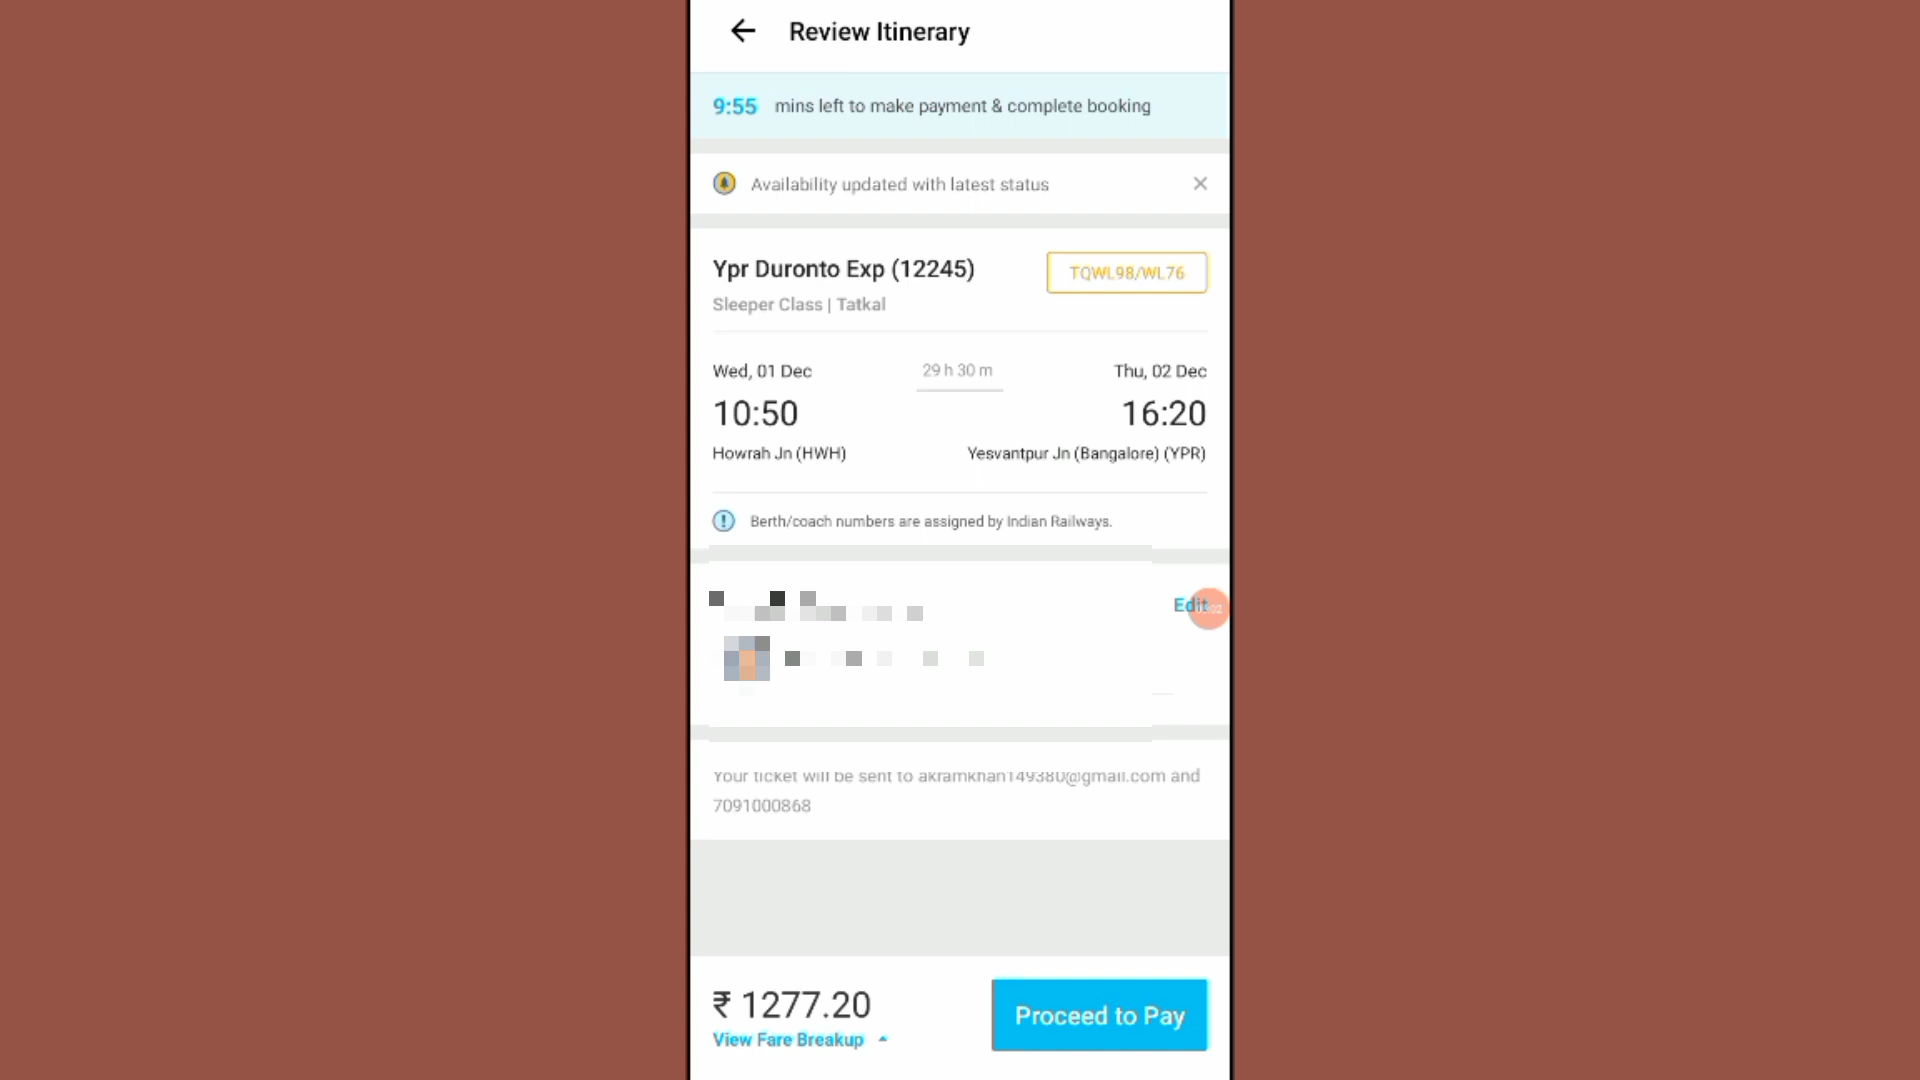 Review Itinerary
9:55 mins left to make payment & complete booking
Availability updated with latest status
Ypr Duronto Exp (12245)
TQWL98/WL76
Sleeper Class | Tatkal
Wed, 01 Dec
29 h 30 m
Thu, 02 Dec
10:50
16:20
Howrah Jn (HWH)
Yesvantpur Jn (Bangalore) (YPR)
Berth/coach numbers are assigned by Indian Railways.
Edit
Your ticket will be sent to akramkhan149380@gmail.com and
7091000868
₹ 1277.20
View Fare Breakup
Proceed to Pay